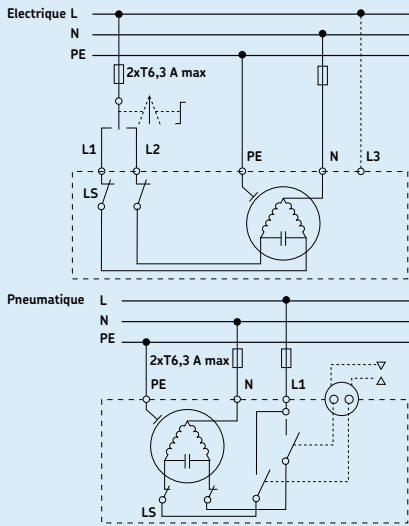 Electrique L
N
PE
2xT6,3 A max
L1
L2
PE
N
L3
LS
Pneumatique L
N
PE
2xT6,3 A max
PE
N
L1
LS